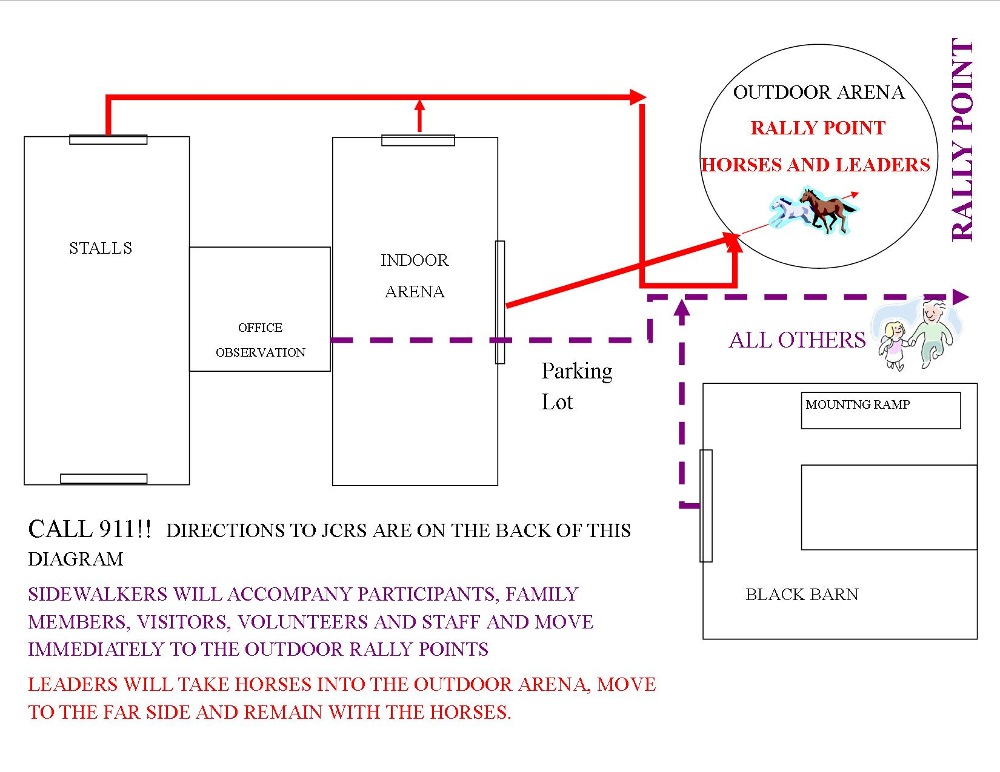 OUTDOOR ARENA
RALLY POINT
HORSES AND LEADERS
RALLY POINT
STALLS
INDOOR
ARENA
OFFICE
OBSERVATION
ALL OTHERS
Parking
Lot
MOUNTNG RAMP
BLACK BARN
CALL 911!! DIRECTIONS TO JCRS ARE ON THE BACK OF THIS
DIAGRAM
SIDEWALKERS WILL ACCOMPANY PARTICIPANTS, FAMILY
MEMBERS, VISITORS, VOLUNTEERS AND STAFF AND MOVE
IMMEDIATELY TO THE OUTDOOR RALLY POINTS
LEADERS WILL TAKE HORSES INTO THE OUTDOOR ARENA, MOVE
TO THE FAR SIDE AND REMAIN WITH THE HORSES.